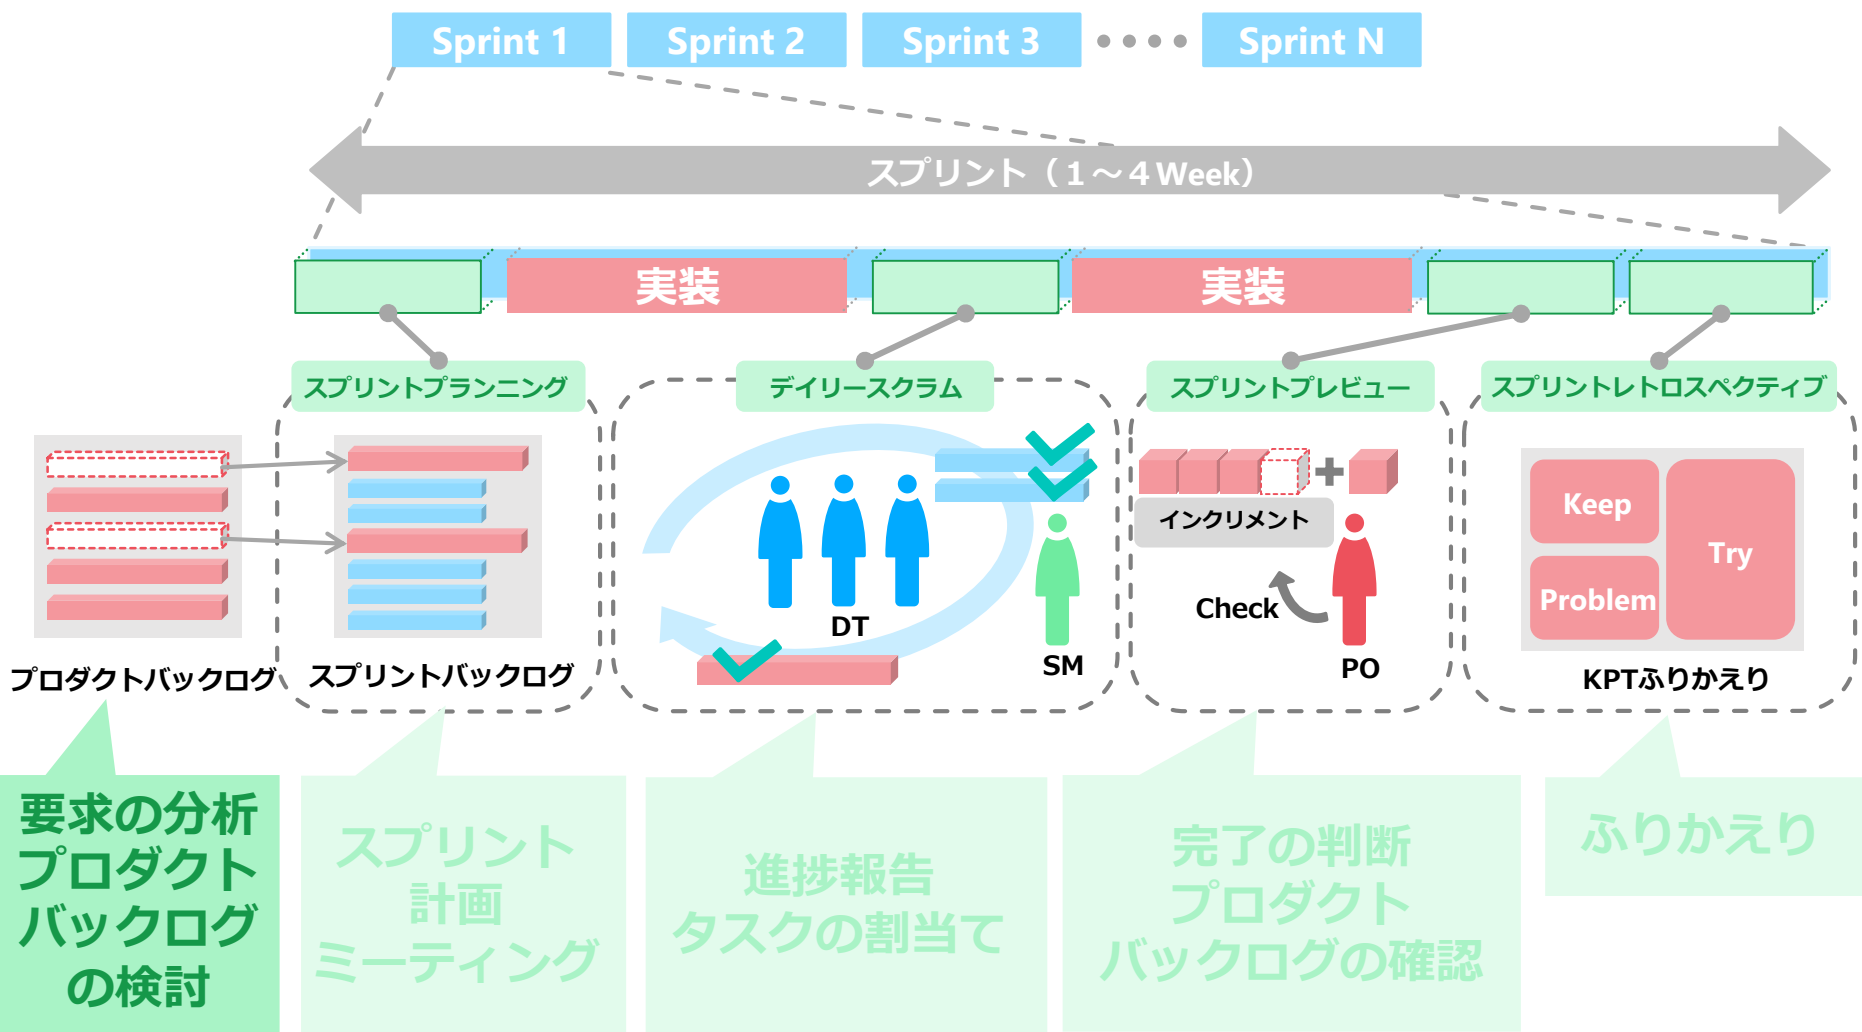 Sprint 1
Sprint 2
Sprint 3
Sprint N
スプリント（１～４Week）
実装
実装
スプリントプランニング
デイリースクラム
スプリントプレビュー
スプリントレトロスペクティブ
インクリメント
Keep
Problem
Try
Check
DT
SM
PO
プロダクトバックログ
スプリントバックログ
KPTふりかえり
要求の分析
プロダクト
バックログ
の検討
スプリント
計画
ミーティング
進捗報告
タスクの割当て
完了の判断
プロダクト
バックログの確認
ふりかえり